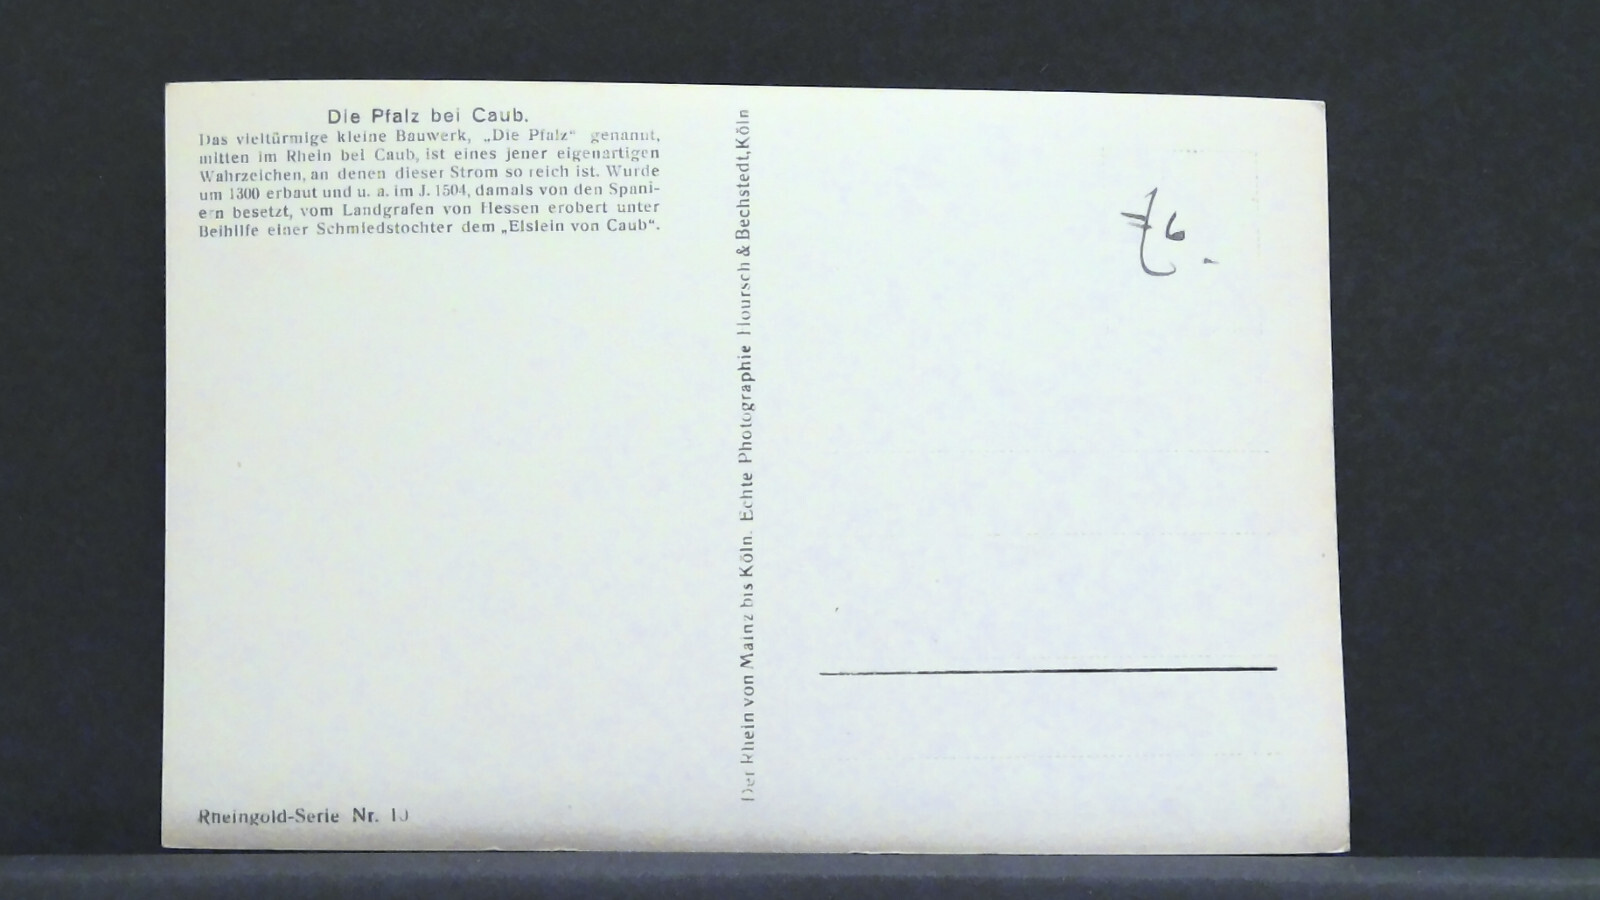 Die Pfalz bei Caub.
Das vieltürmige kleine Bauwerk, „Die Pfalz“ genannt,
mitten im Rhein bei Caub, ist eines jener eigenartigen
Wahrzeichen, an denen dieser Strom so reich ist. Wurde
um 1300 erbaut und u. a. im J. 1504, damals von den Spani-
ern besetzt, vom Landgrafen von Hessen erobert unter
Beihilfe einer Schmiedstochter dem „Elslein von Caub“.
Der Rhein von Mainz bis Köln. Echte Photographie Hoursch & Bechstedt, Köln
Rheingold-Serie Nr. 10